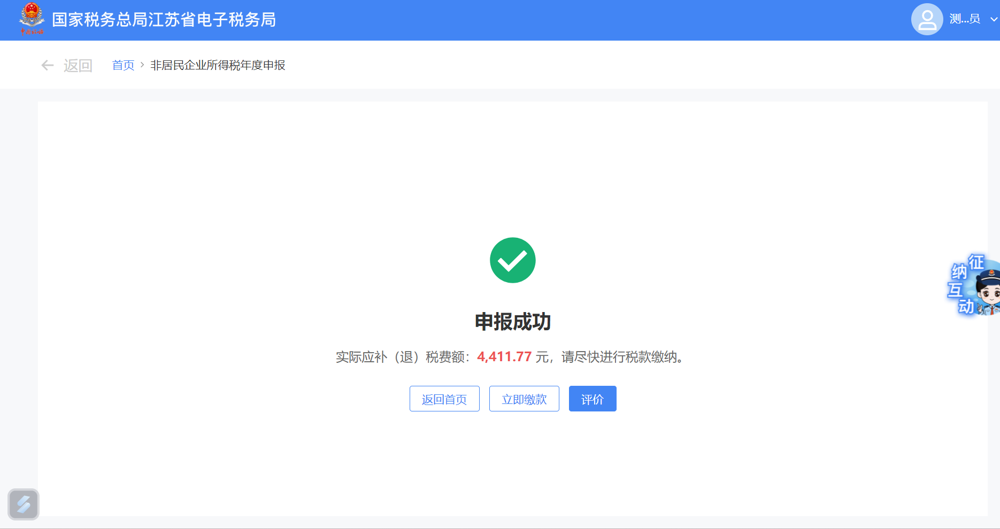 国家税务总局江苏省电子税务局
测...员
返回
首页 > 非居民企业所得税年度申报
征纳互动
申报成功
实际应补（退）税费额：4,411.77 元，请尽快进行税款缴纳。
返回首页
立即缴款
评价